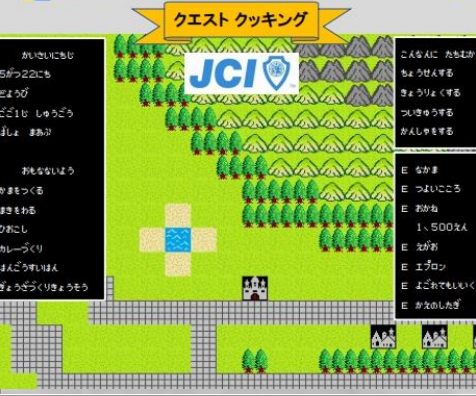 クエスト クッキング
JCI
かいさいにちじ
5がつ22にち
どようび
ごご1じ しゅうごう
ばしょ まあぶ
おもなないよう
かまをつくる
まきをわる
ひおこし
カレーづくり
はんごうすいはん
ぎょうざづくりきょうそう
こんなんに たちむか
ちょうせんする
きょうりょくする
ついきゅうする
かんしゃをする
E なかま
E つよいこころ
E おかね
1、500えん
E えがお
E エプロン
E よごれてもいいく
E かえのしたぎ